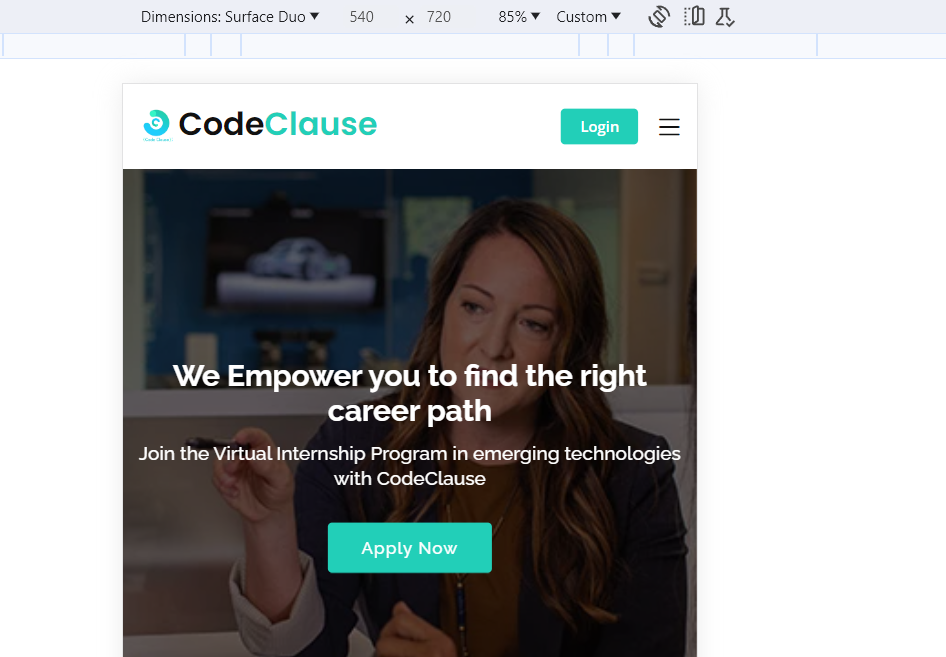 Dimensions: Surface Duo 540 × 720 85% Custom
CodeClause
Login
We Empower you to find the right
career path
Join the Virtual Internship Program in emerging technologies
with CodeClause
Apply Now